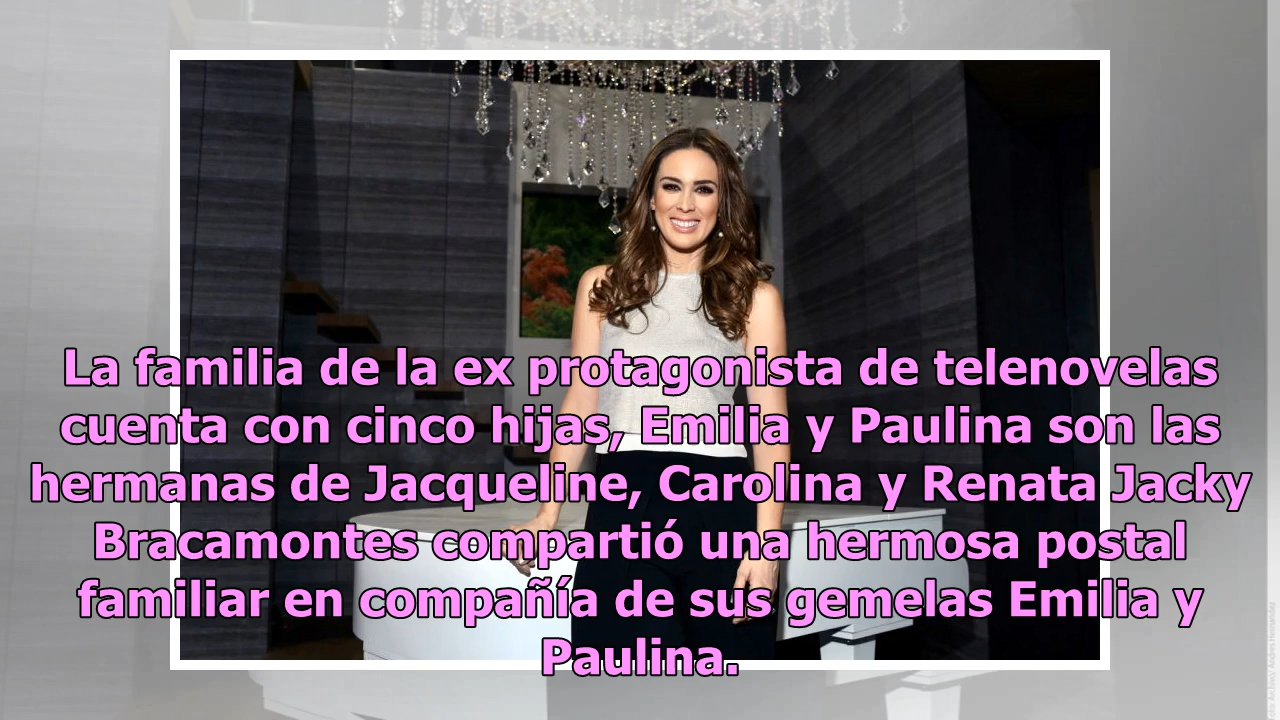 La familia de la ex protagonista de telenovelas
cuenta con cinco hijas, Emilia y Paulina son las
hermanas de Jacqueline, Carolina y Renata Jacky
Bracamontes compartió una hermosa postal
familiar en compañía de sus gemelas Emilia y
Paulina.